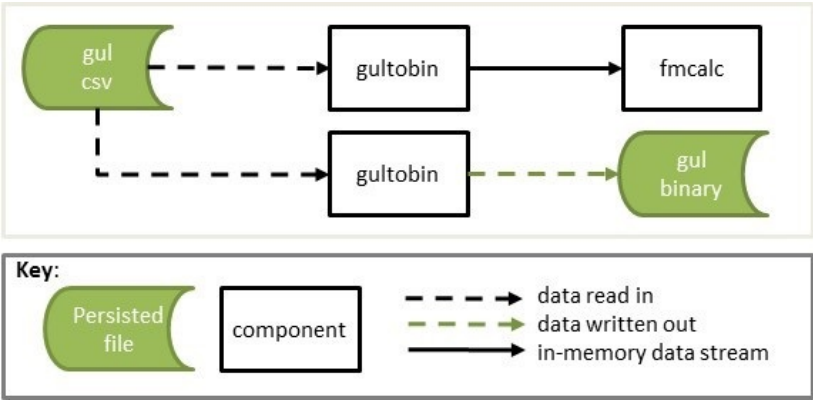 gul
csv
gultobin
fmcalc
gultobin
gul
binary
Key:
Persisted
file
component
data read in
data written out
in-memory data stream